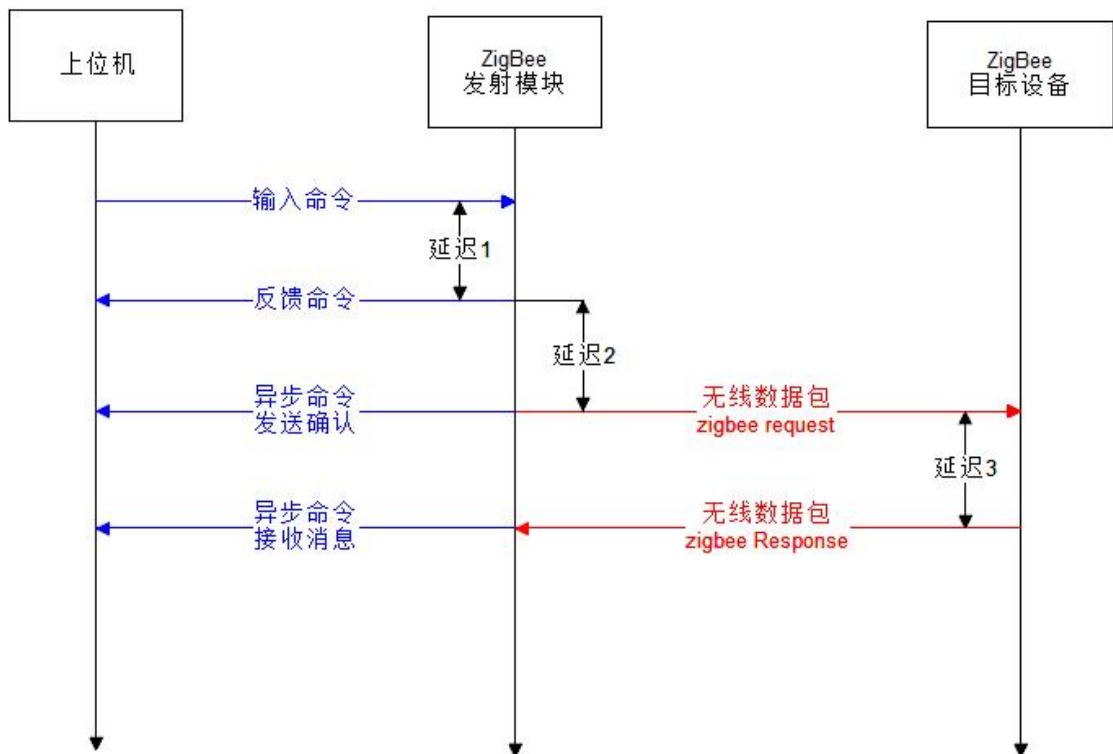 上位机
ZigBee
发射模块
ZigBee
目标设备
输入命令
延迟1
反馈命令
延迟2
异步命令
发送确认
无线数据包
zigbee request
延迟3
异步命令
接收消息
无线数据包
zigbee Response